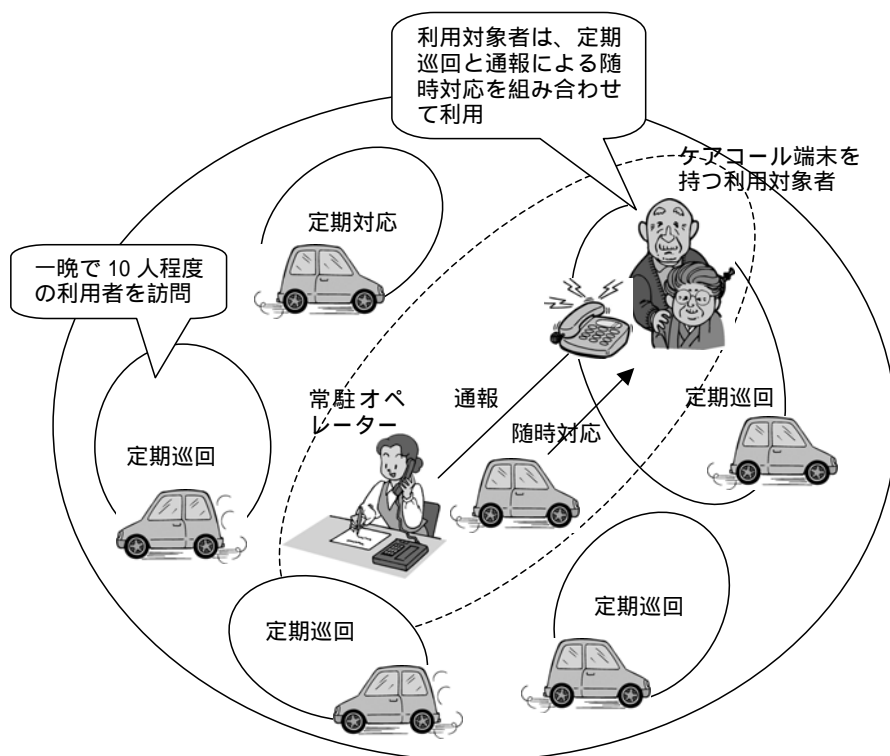 利用対象者は、定期
巡回と通報による随
時対応を組み合わせ
て利用
ケアコール端末を
持つ利用対象者
定期対応
一晩で 10 人程度
の利用者を訪問
常駐オペ
レーター
通報
定期巡回
随時対応
定期巡回
定期巡回
定期巡回